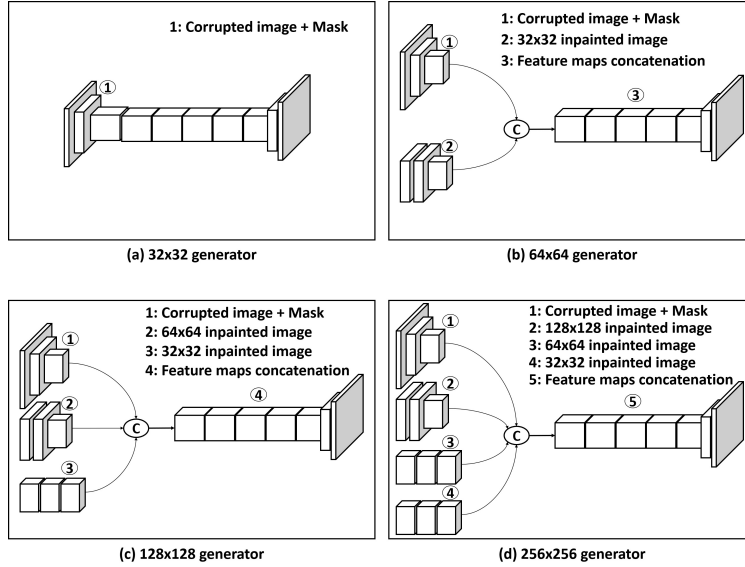 1: Corrupted image + Mask
1
(a) 32x32 generator
1: Corrupted image + Mask
2: 32x32 inpainted image
3: Feature maps concatenation
1
2
C
3
(b) 64x64 generator
1: Corrupted image + Mask
2: 64x64 inpainted image
3: 32x32 inpainted image
4: Feature maps concatenation
1
2
3
C
4
(c) 128x128 generator
1: Corrupted image + Mask
2: 128x128 inpainted image
3: 64x64 inpainted image
4: 32x32 inpainted image
5: Feature maps concatenation
1
2
3
4
C
5
(d) 256x256 generator